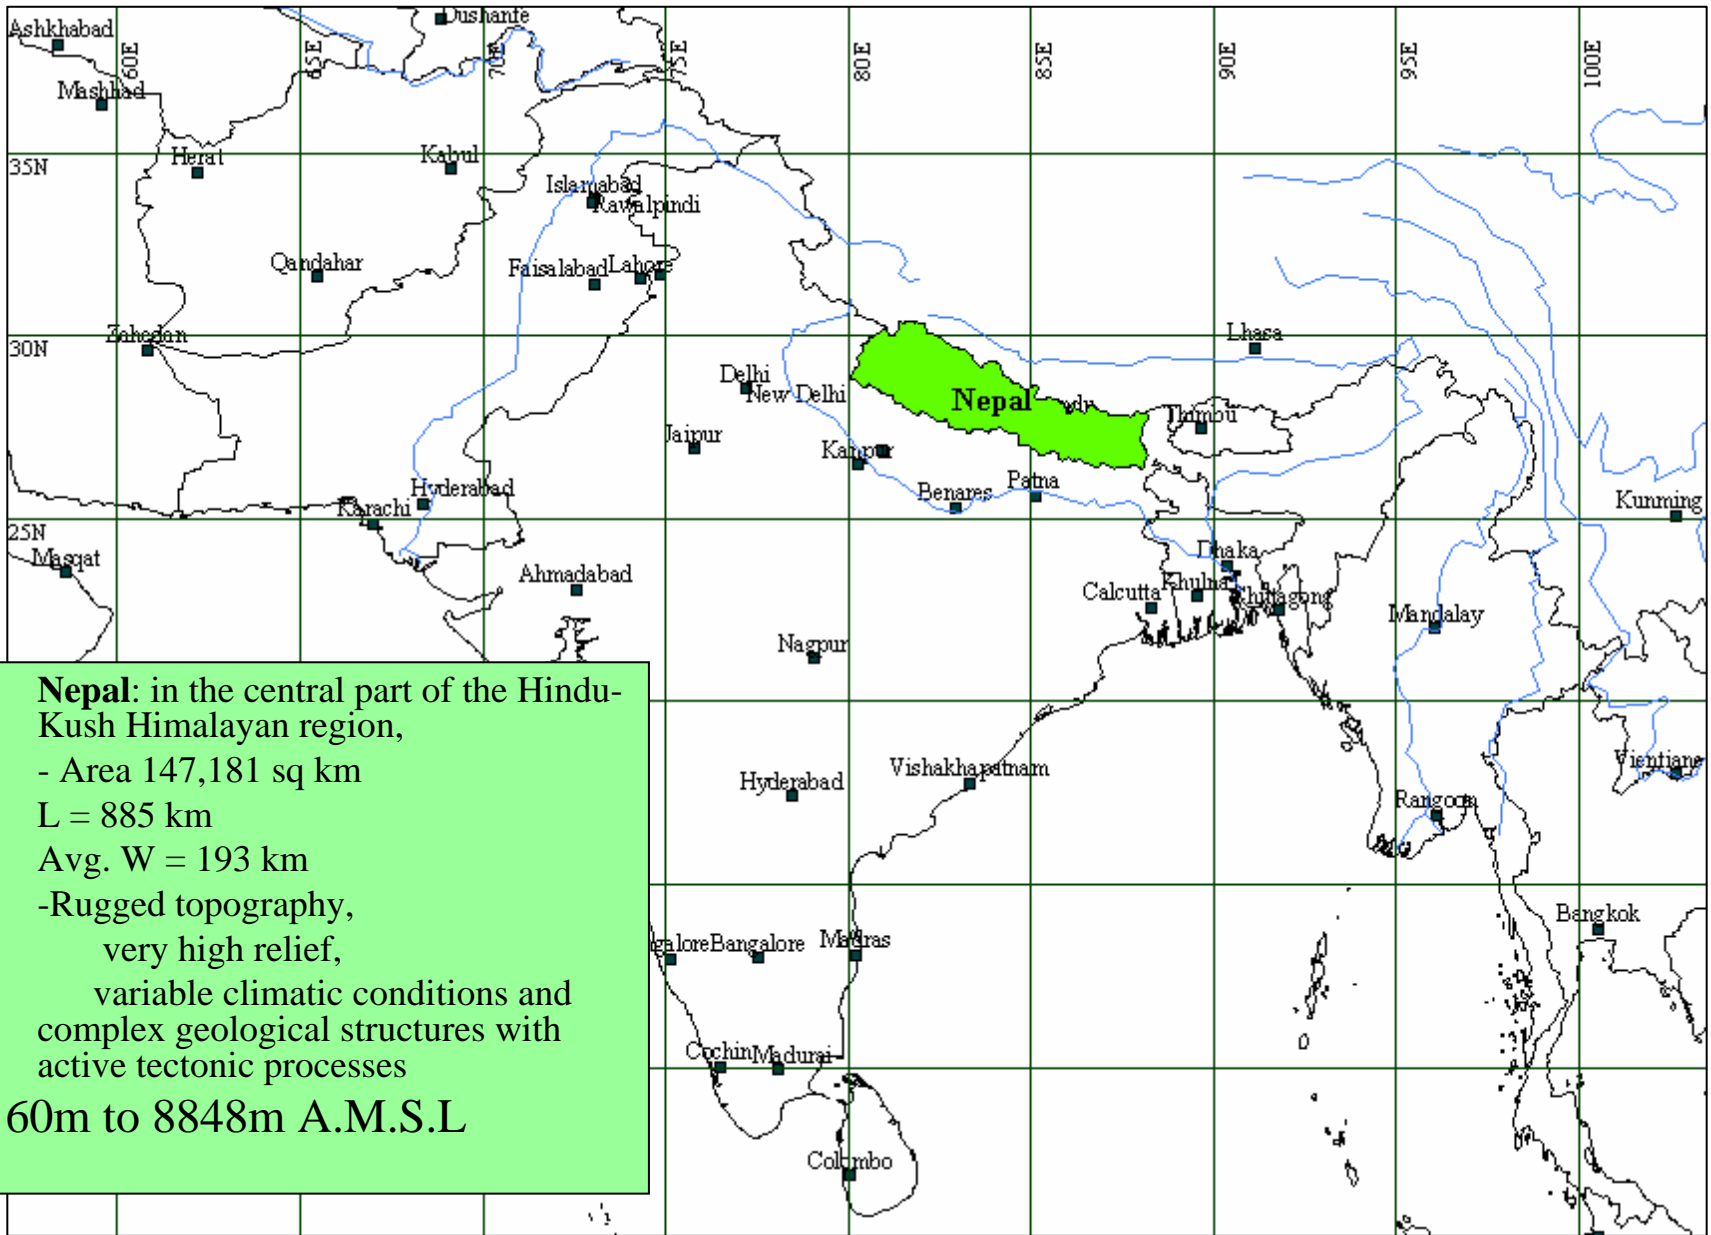 Dushanfe
Ashkhabad
60E
65E
70E
75E
80E
85E
90E
95E
100E
Mashhad
35N
Herat
Kabul
Islamabad
Rawalpindi
Qandahar
Faisalabad
Lahore
Zahedan
30N
Lhasa
Delhi
New Delhi
Nepal
Thimbu
Jaipur
Kanpur
Hyderabad
Karachi
Benares
Patna
Kunming
25N
Masqat
Ahmadabad
Dhaka
Calcutta
Khulna
Chittagong
Mandalay
Nagpur
Nepal: in the central part of the Hindu-
Kush Himalayan region,
- Area 147,181 sq km
L = 885 km
Avg. W = 193 km
-Rugged topography,
very high relief,
variable climatic conditions and
complex geological structures with
active tectonic processes
60m to 8848m A.M.S.L
Hyderabad
Vishakhapatnam
Vientiane
Rangoon
Bangkok
galore
Bangalore
Madras
Cochin
Madurai
Colombo